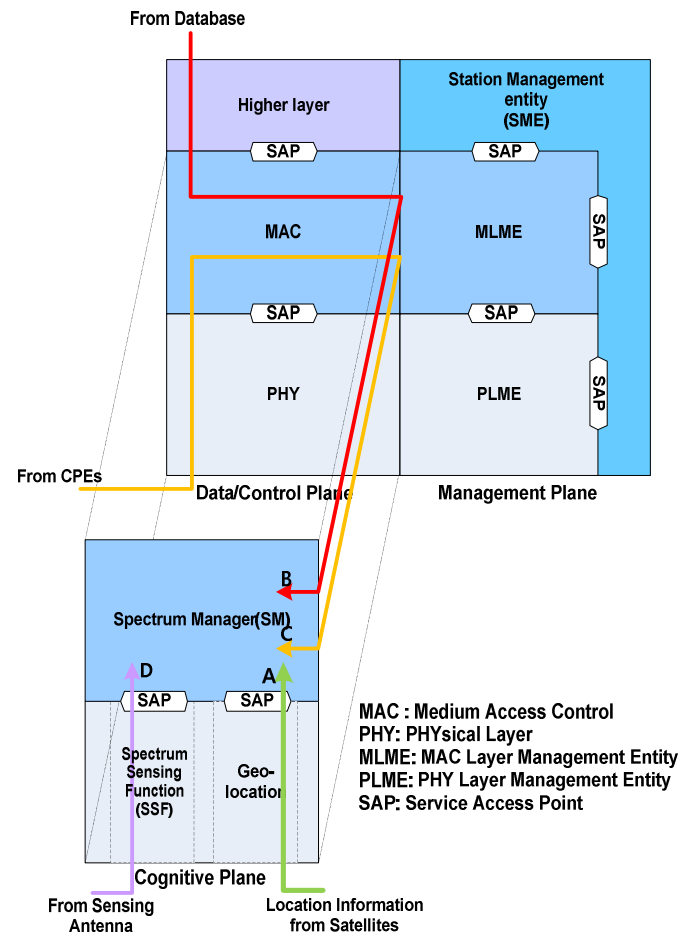 From Database
Higher layer
Station Management
entity
(SME)
SAP
SAP
MAC
MLME
SAP
SAP
SAP
PHY
PLME
SAP
From CPEs
Data/Control Plane
Management Plane
B
Spectrum Manager(SM)
C
D
A
SAP
SAP
Spectrum
Sensing
Function
(SSF)
Geo-
location
MAC : Medium Access Control
PHY: PHYsical Layer
MLME: MAC Layer Management Entity
PLME: PHY Layer Management Entity
SAP: Service Access Point
Cognitive Plane
From Sensing
Antenna
Location Information
from Satellites